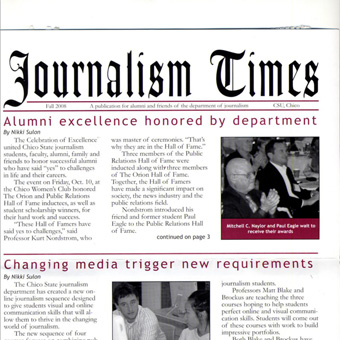 Journalism Times
Fall 2008 A publication for alumni and friends of the department of journalism CSU, Chico
Alumni excellence honored by department
By Nikki Sulon
The Celebration of Excellence
united Chico State journalism
students, faculty, alumni, family and
friends to honor successful alumni
who have said "yes" to challenges
in life and their careers.
The event on Friday, Oct. 10, at
the Chico Women's Club honored
The Orion and Public Relations
Hall of Fame inductees, as well as
student scholarship winners, for
their hard work and success.
"These Hall of Famers have
said yes to challenges," said
Professor Kurt Nordstrom, who
was master of ceremonies. "That's
why they are in the Hall of Fame."
Three members of the Public
Relations Hall of Fame were
inducted along with three members of
The Orion Hall of Fame.
Together, the Hall of Famers
have made a significant impact on
society, the news industry and the
public relations field.
Nordstrom introduced his
friend and former student Paul
Eagle to the Public Relations Hall
of Fame.
continued on page 3
Mitchell C. Naylor and Paul Eagle wait to
receive their awards
Changing media trigger new requirements
By Nikki Sulon
The Chico State journalism
department has created a new on-
line journalism sequence designed
to give students visual and online
communication skills that will al-
low them to thrive in the changing
world of journalism.
The new sequence of four
journalism students.
Professors Matt Blake and
Brockus are teaching the three
courses hoping to help students
perfect online and visual communi-
cation skills. Students will come out
of these courses with work to build
impressive portfolios.
Both Blake and Brockus have